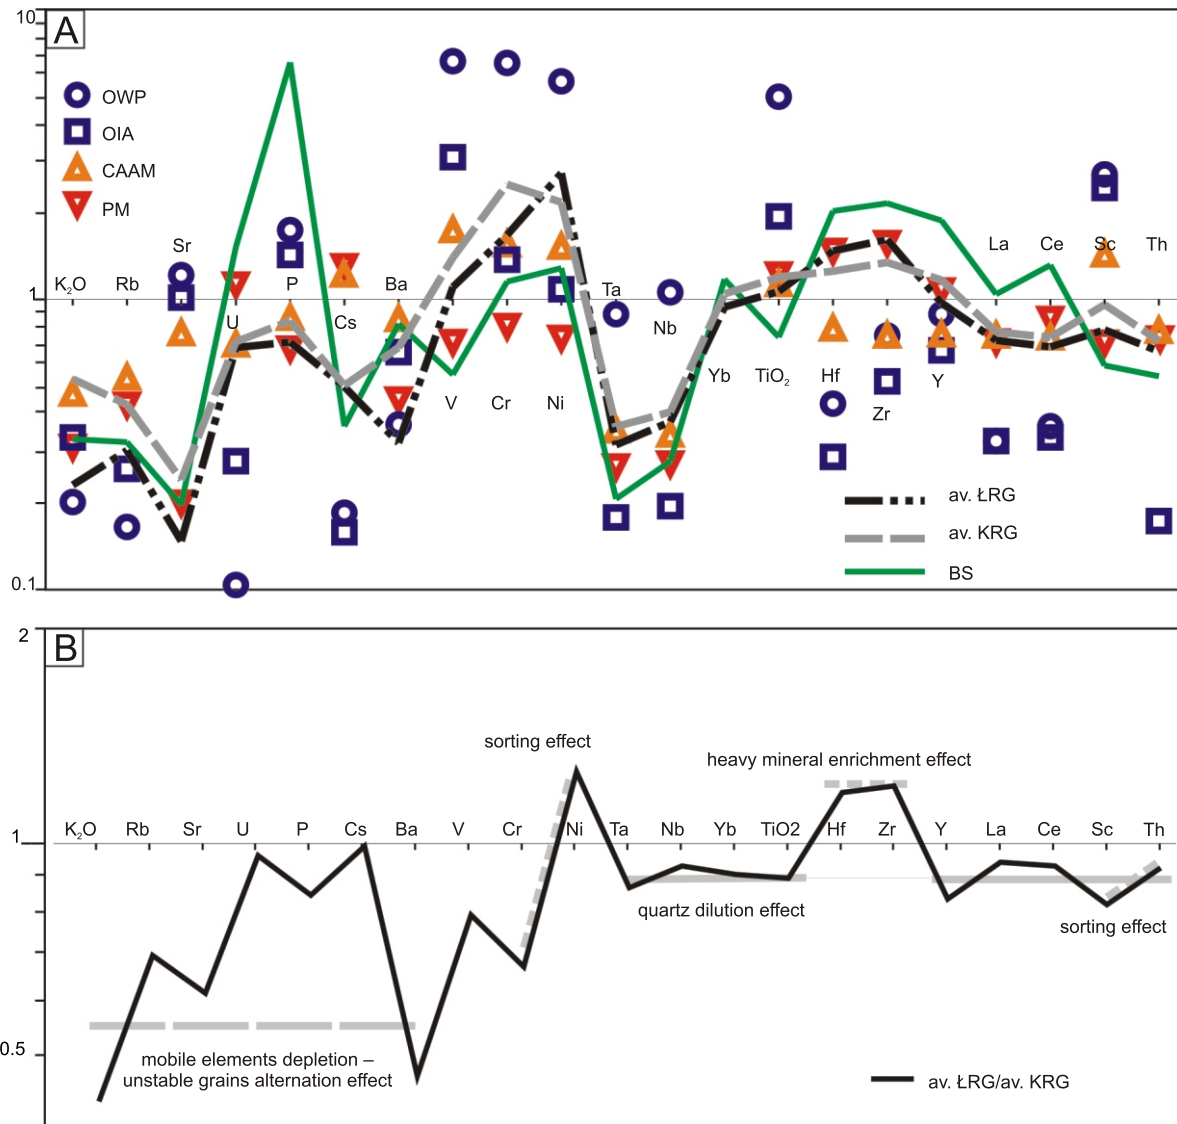 10
A
OWP
OIA
CAAM
PM
Sr
K₂O
Rb
P
Ba
La
Ce
Sc
Th
1
U
Cs
Ta
Nb
Yb
TiO₂
Hf
Y
V
Cr
Ni
Zr
av. ŁRG
av. KRG
BS
0.1
2
B
sorting effect
heavy mineral enrichment effect
K₂O Rb Sr U P Cs Ba V Cr Ni Ta Nb Yb TiO2 Hf Zr Y La Ce Sc Th
1
quartz dilution effect
sorting effect
0.5
mobile elements depletion –
unstable grains alternation effect
av. ŁRG/av. KRG